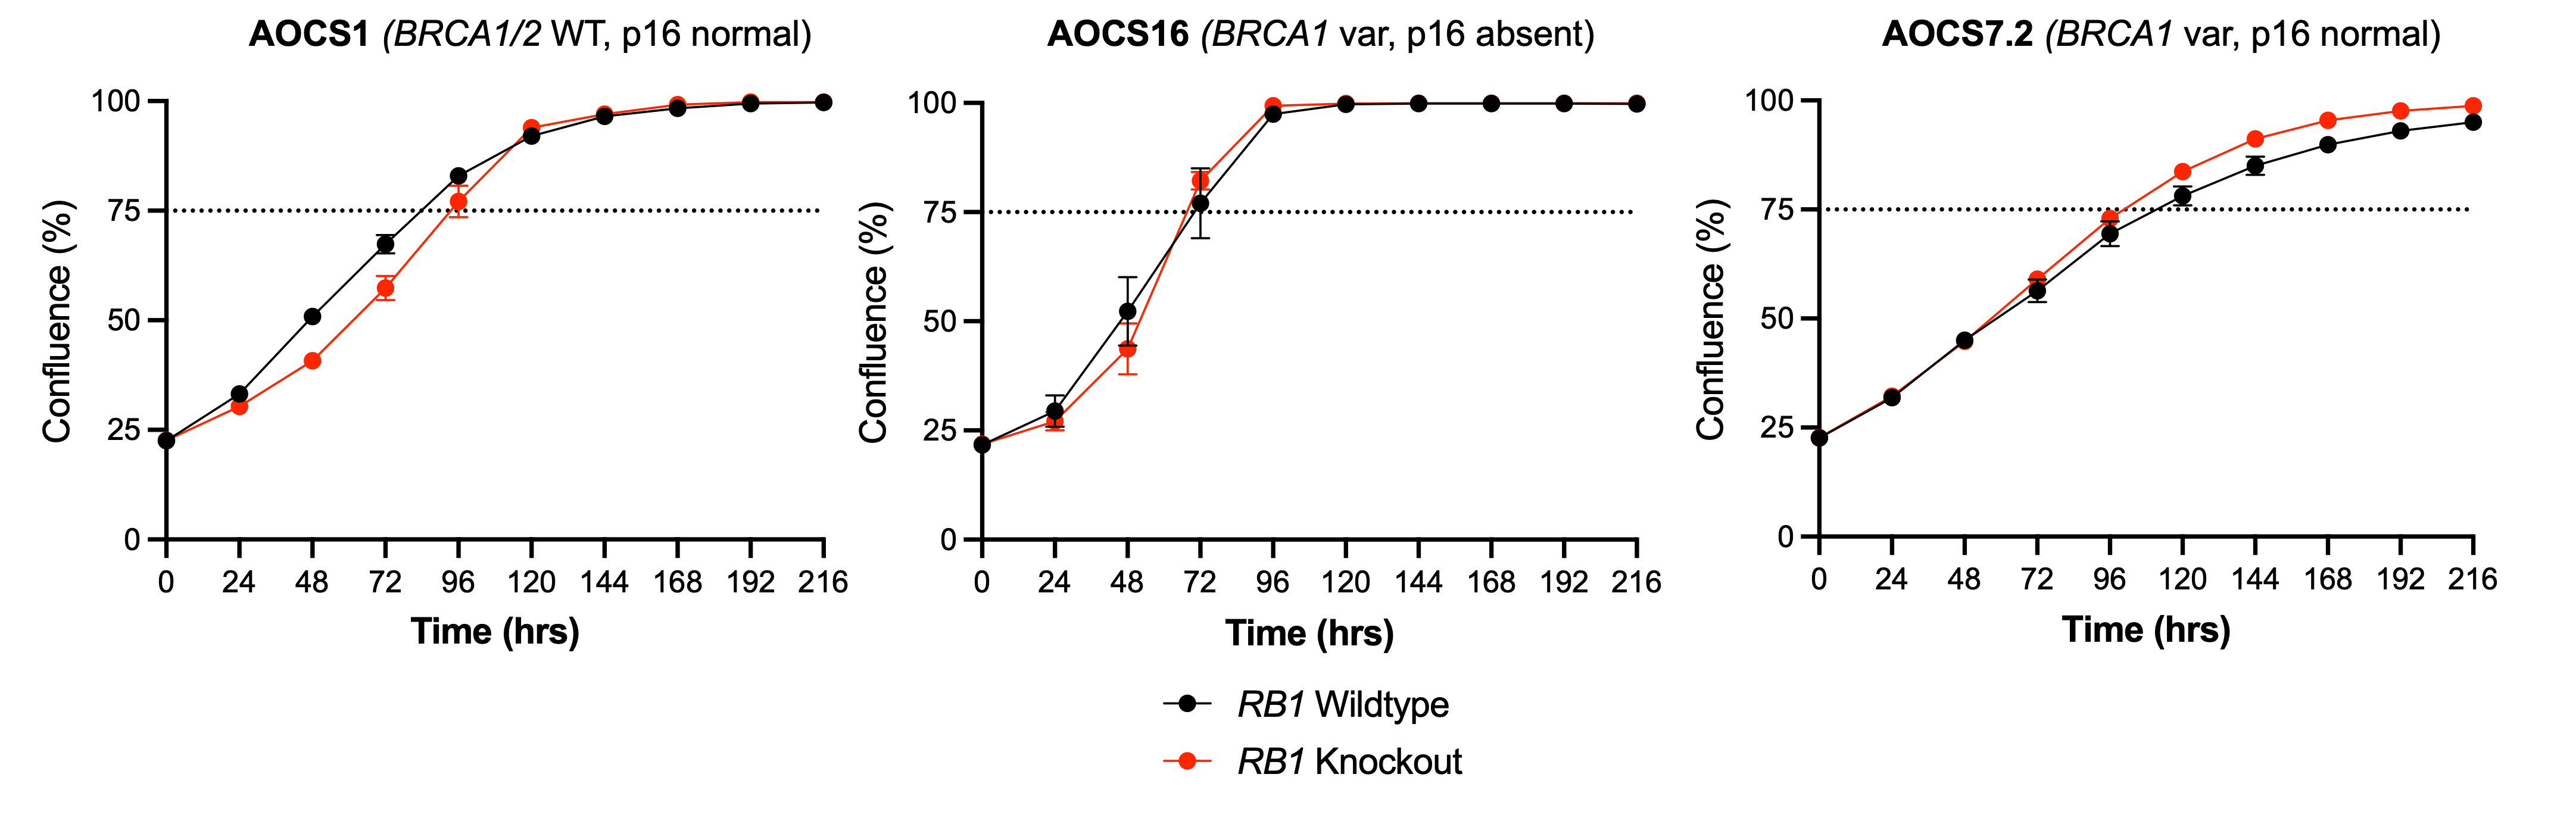 AOCS1 (BRCA1/2 WT, p16 normal)
100
75
50
25
0
Confluence (%)
0 24 48 72 96 120 144 168 192 216
Time (hrs)
AOCS16 (BRCA1 var, p16 absent)
100
75
50
25
0
Confluence (%)
0 24 48 72 96 120 144 168 192 216
Time (hrs)
AOCS7.2 (BRCA1 var, p16 normal)
100
75
50
25
0
Confluence (%)
0 24 48 72 96 120 144 168 192 216
Time (hrs)
RB1 Wildtype
RB1 Knockout